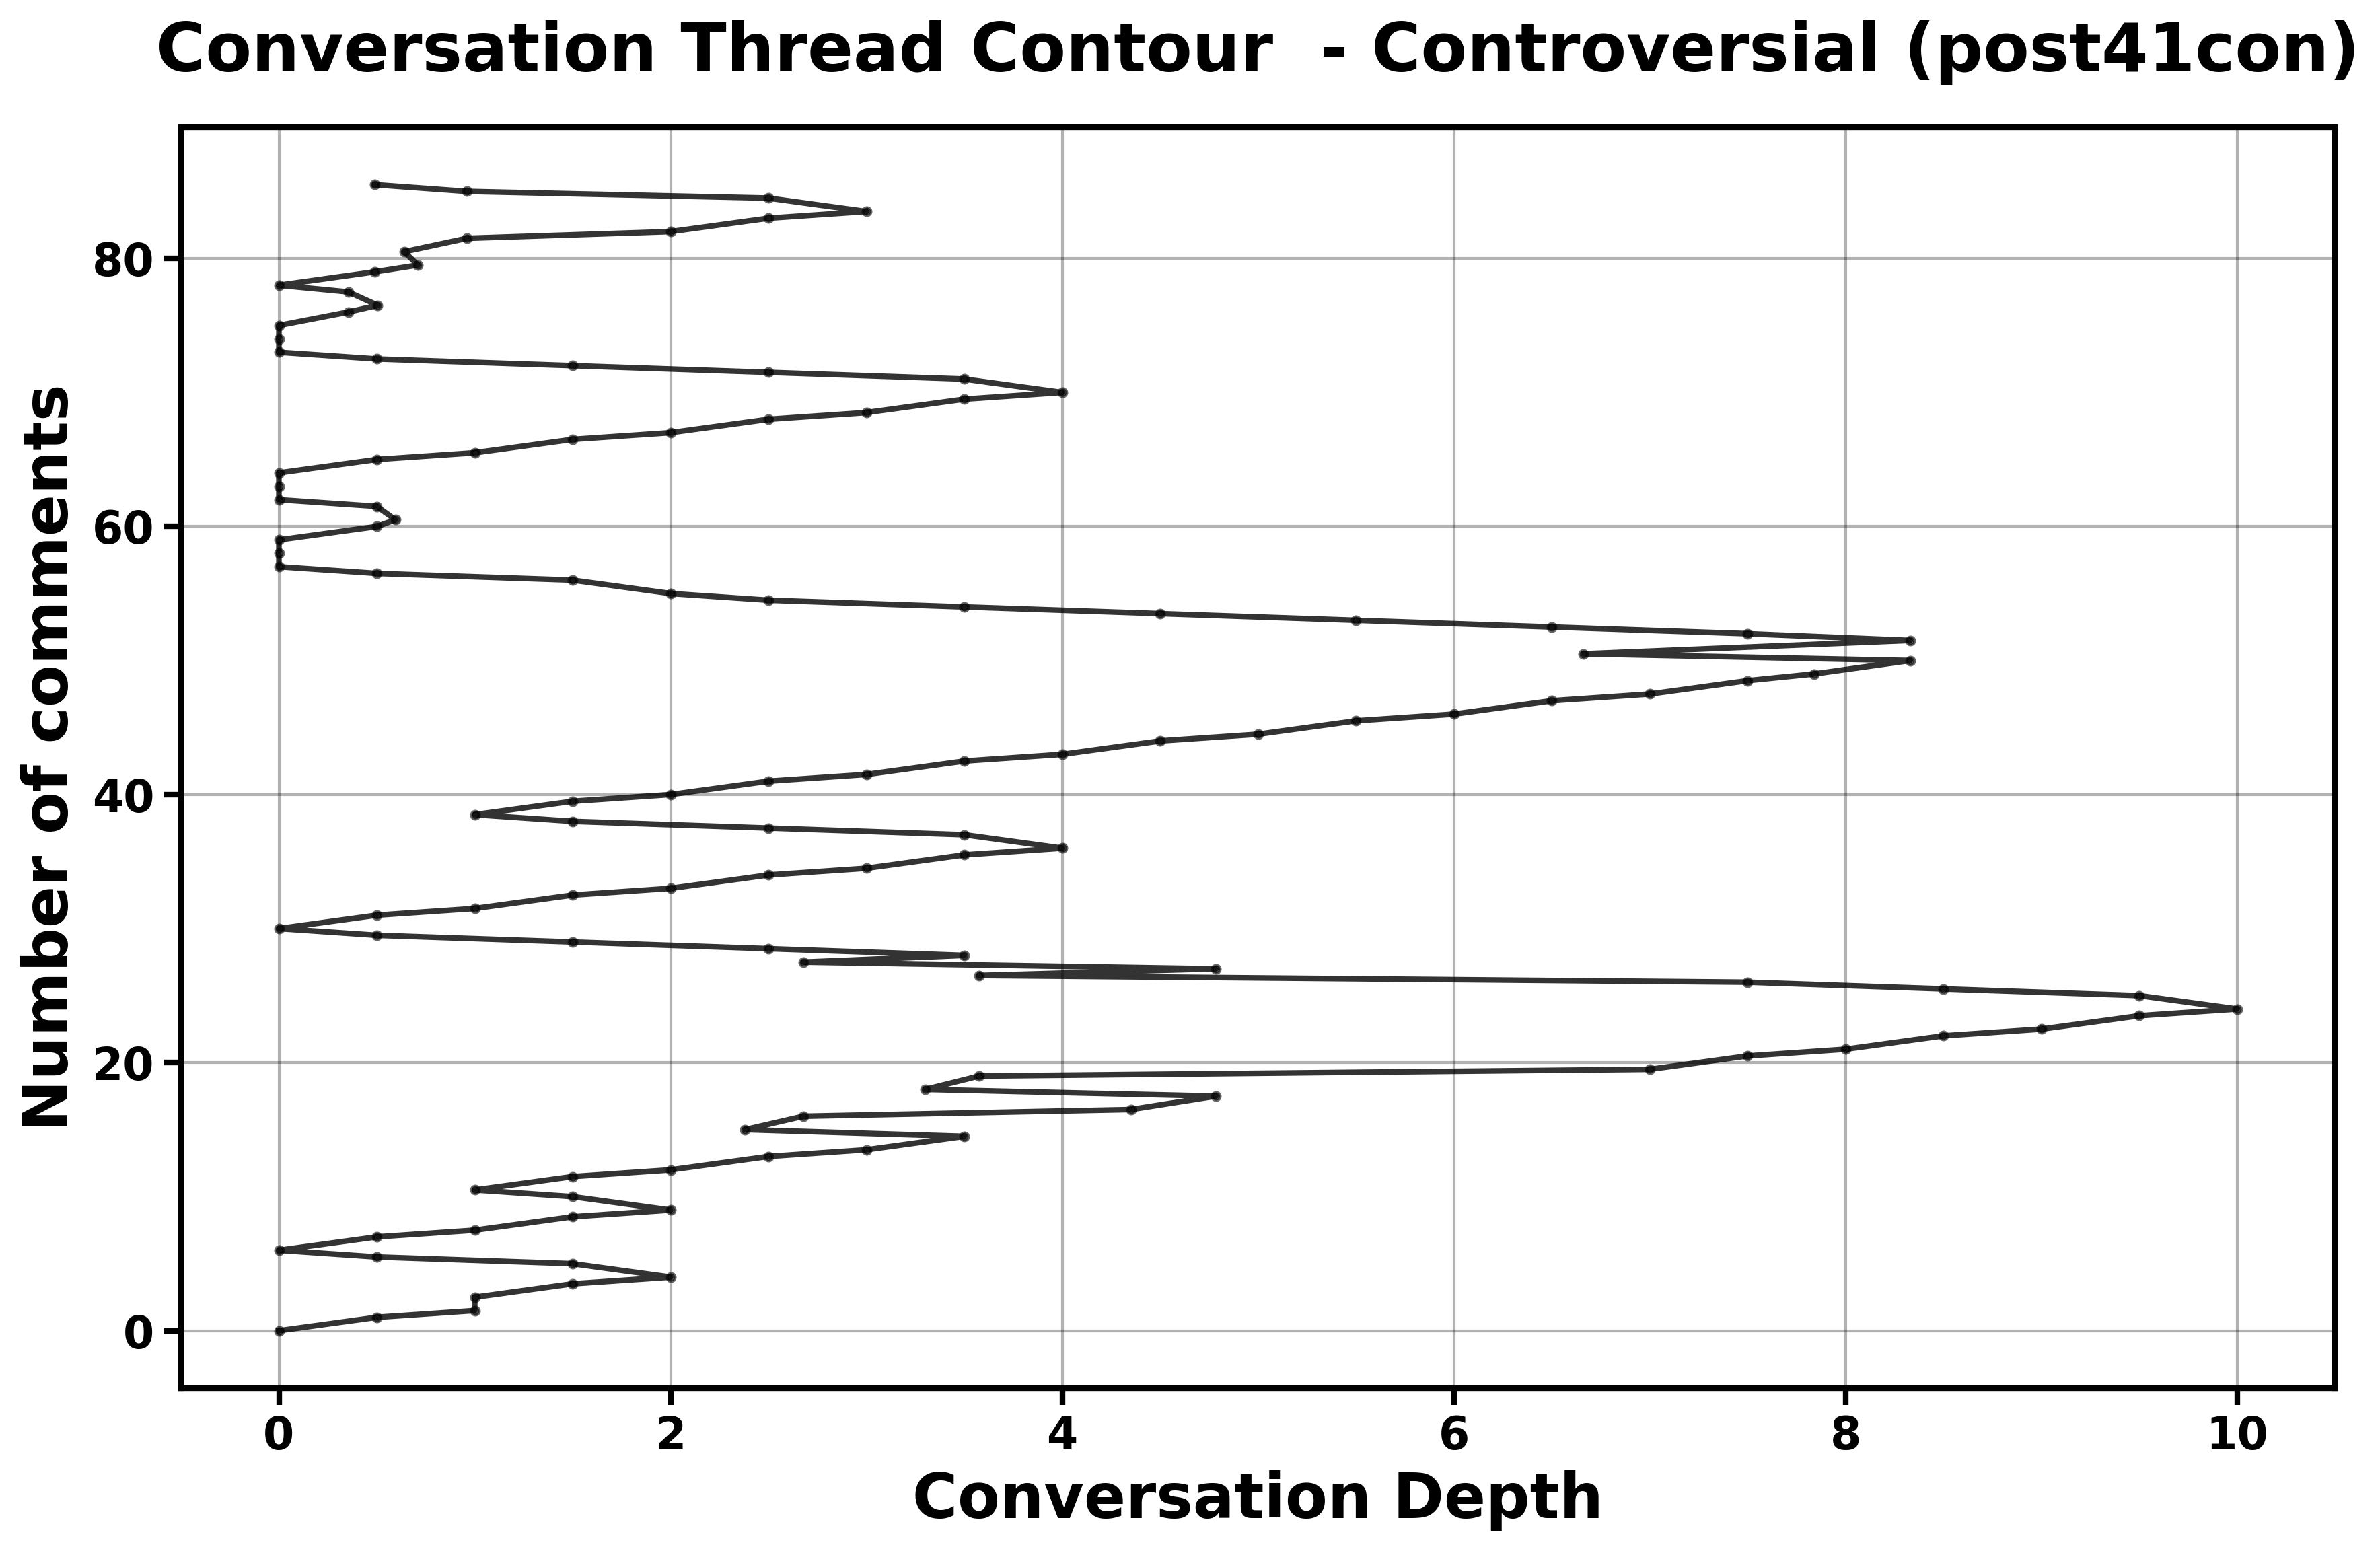 Conversation Thread Contour  - Controversial (post41con)
Number of comments
80
60
40
20
0
0 2 4 6 8 10
Conversation Depth